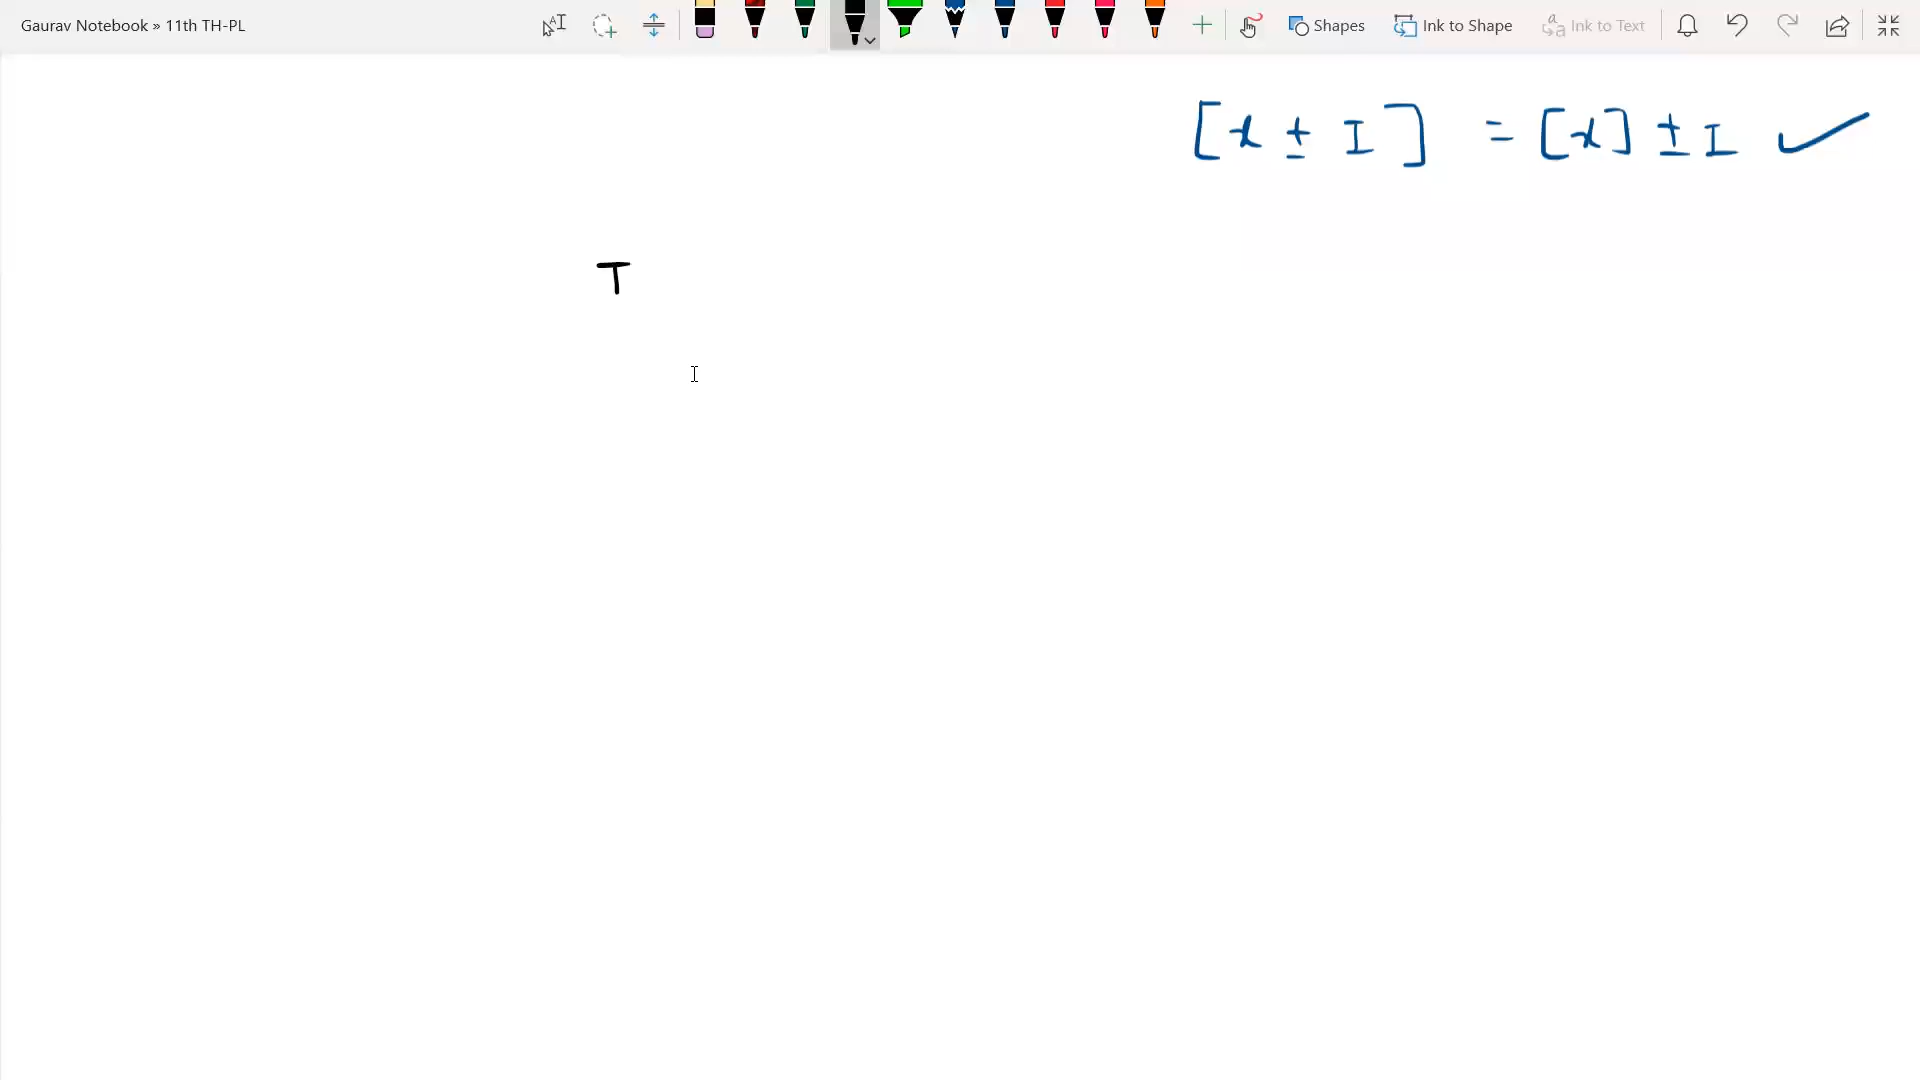 Gaurav Notebook » 11th TH-PL
Shapes
Ink to Shape
Ink to Text
[x ± I] = [x] ± I ✓
T